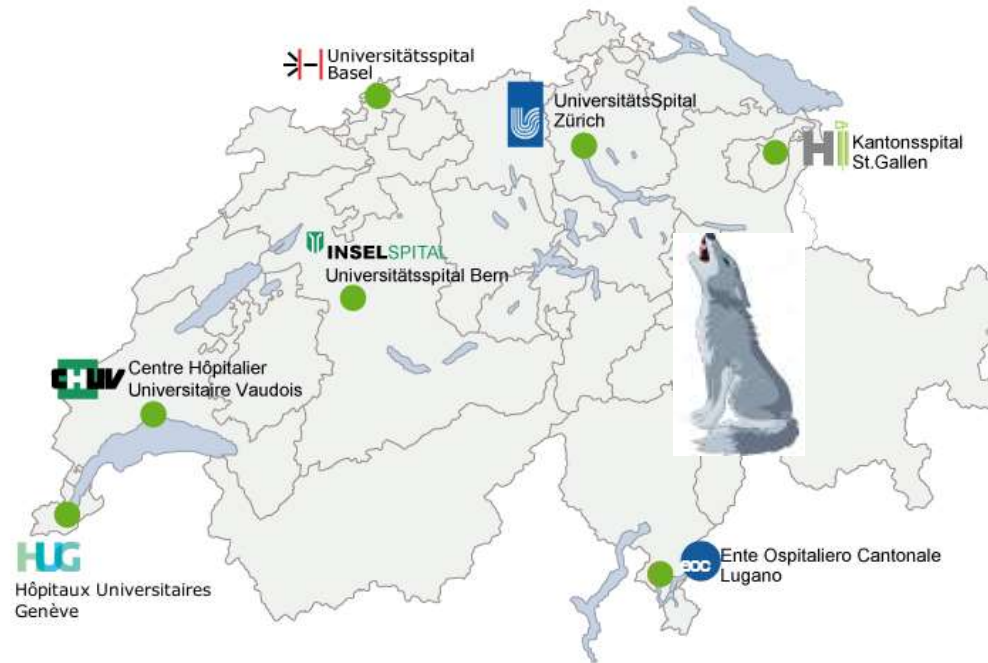 Universitätsspital
Basel
UniversitätsSpital
Zürich
Kantonsspital
St.Gallen
INSELSPITAL
Universitätsspital Bern
CHUV
Centre Hôpitalier
Universitaire Vaudois
HUG
Hôpitaux Universitaires
Genève
eoc
Ente Ospitaliero Cantonale
Lugano